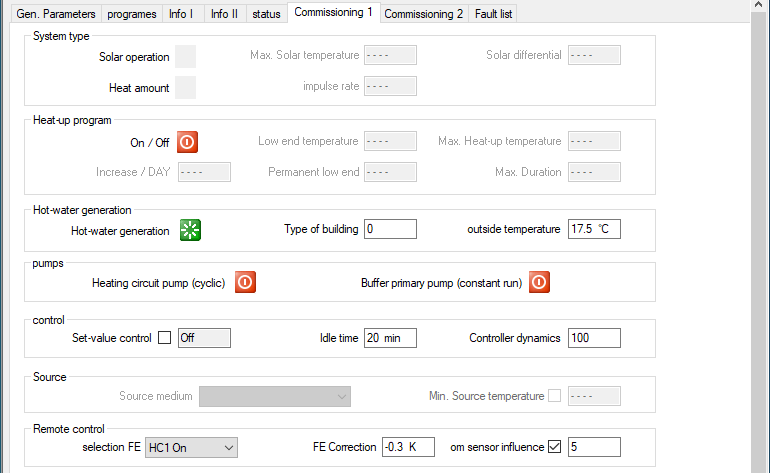 Gen. Parameters programes Info I Info II status Commissioning 1 Commissioning 2 Fault list
System type
Solar operation Max. Solar temperature ---- Solar differential ----
Heat amount impulse rate ----
Heat-up program
On / Off Low end temperature ---- Max. Heat-up temperature ----
Increase / DAY ---- Permanent low end ---- Max. Duration ----
Hot-water generation
Hot-water generation Type of building 0 outside temperature 17.5 °C
pumps
Heating circuit pump (cyclic) Buffer primary pump (constant run)
control
Set-value control Off Idle time 20 min Controller dynamics 100
Source
Source medium Min. Source temperature ----
Remote control
selection FE HC1 On FE Correction -0.3 K om sensor influence 5